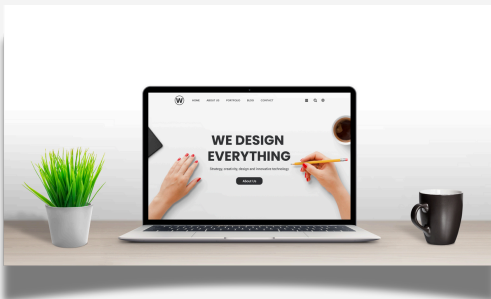 W
HOME ABOUT US PORTFOLIO BLOG CONTACT
WE DESIGN
EVERYTHING
Strategy, creativity, design and innovative technology
About Us